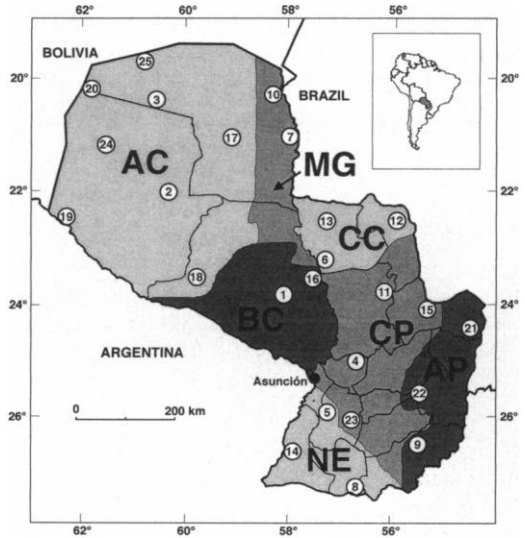 62° 60° 58° 56°
BOLIVIA
25
20° 20 3 10 BRAZIL 20°
24 17 7
AC MG
22° 2 22°
19 13 12
CC
6
18 16
1 11
24° BC 15 24°
CP 21
ARGENTINA 4 AP
Asunción
0 200 km 22
26° 5 23 26°
9
14 NE
8
62° 60° 58° 56°